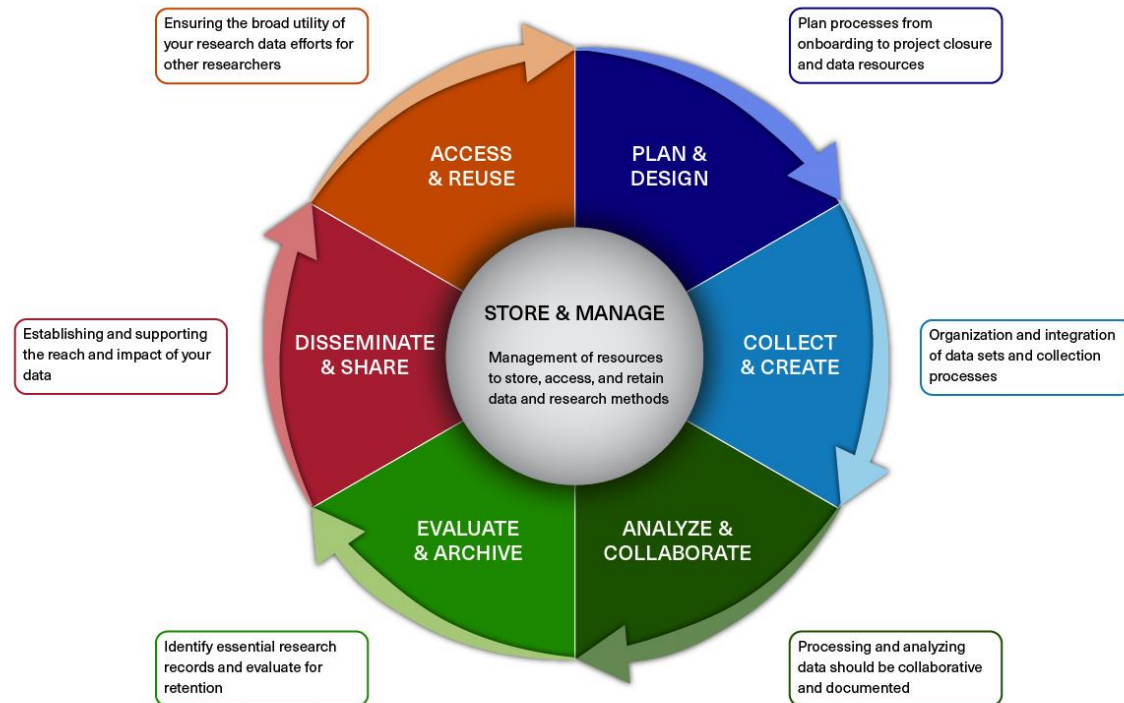 Ensuring the broad utility of
your research data efforts for
other researchers
Plan processes from
onboarding to project closure
and data resources
ACCESS
& REUSE
PLAN &
DESIGN
Establishing and supporting
the reach and impact of your
data
DISSEMINATE
& SHARE
STORE & MANAGE
Management of resources
to store, access, and retain
data and research methods
COLLECT
& CREATE
Organization and integration
of data sets and collection
processes
EVALUATE
& ARCHIVE
ANALYZE &
COLLABORATE
Identify essential research
records and evaluate for
retention
Processing and analyzing
data should be collaborative
and documented